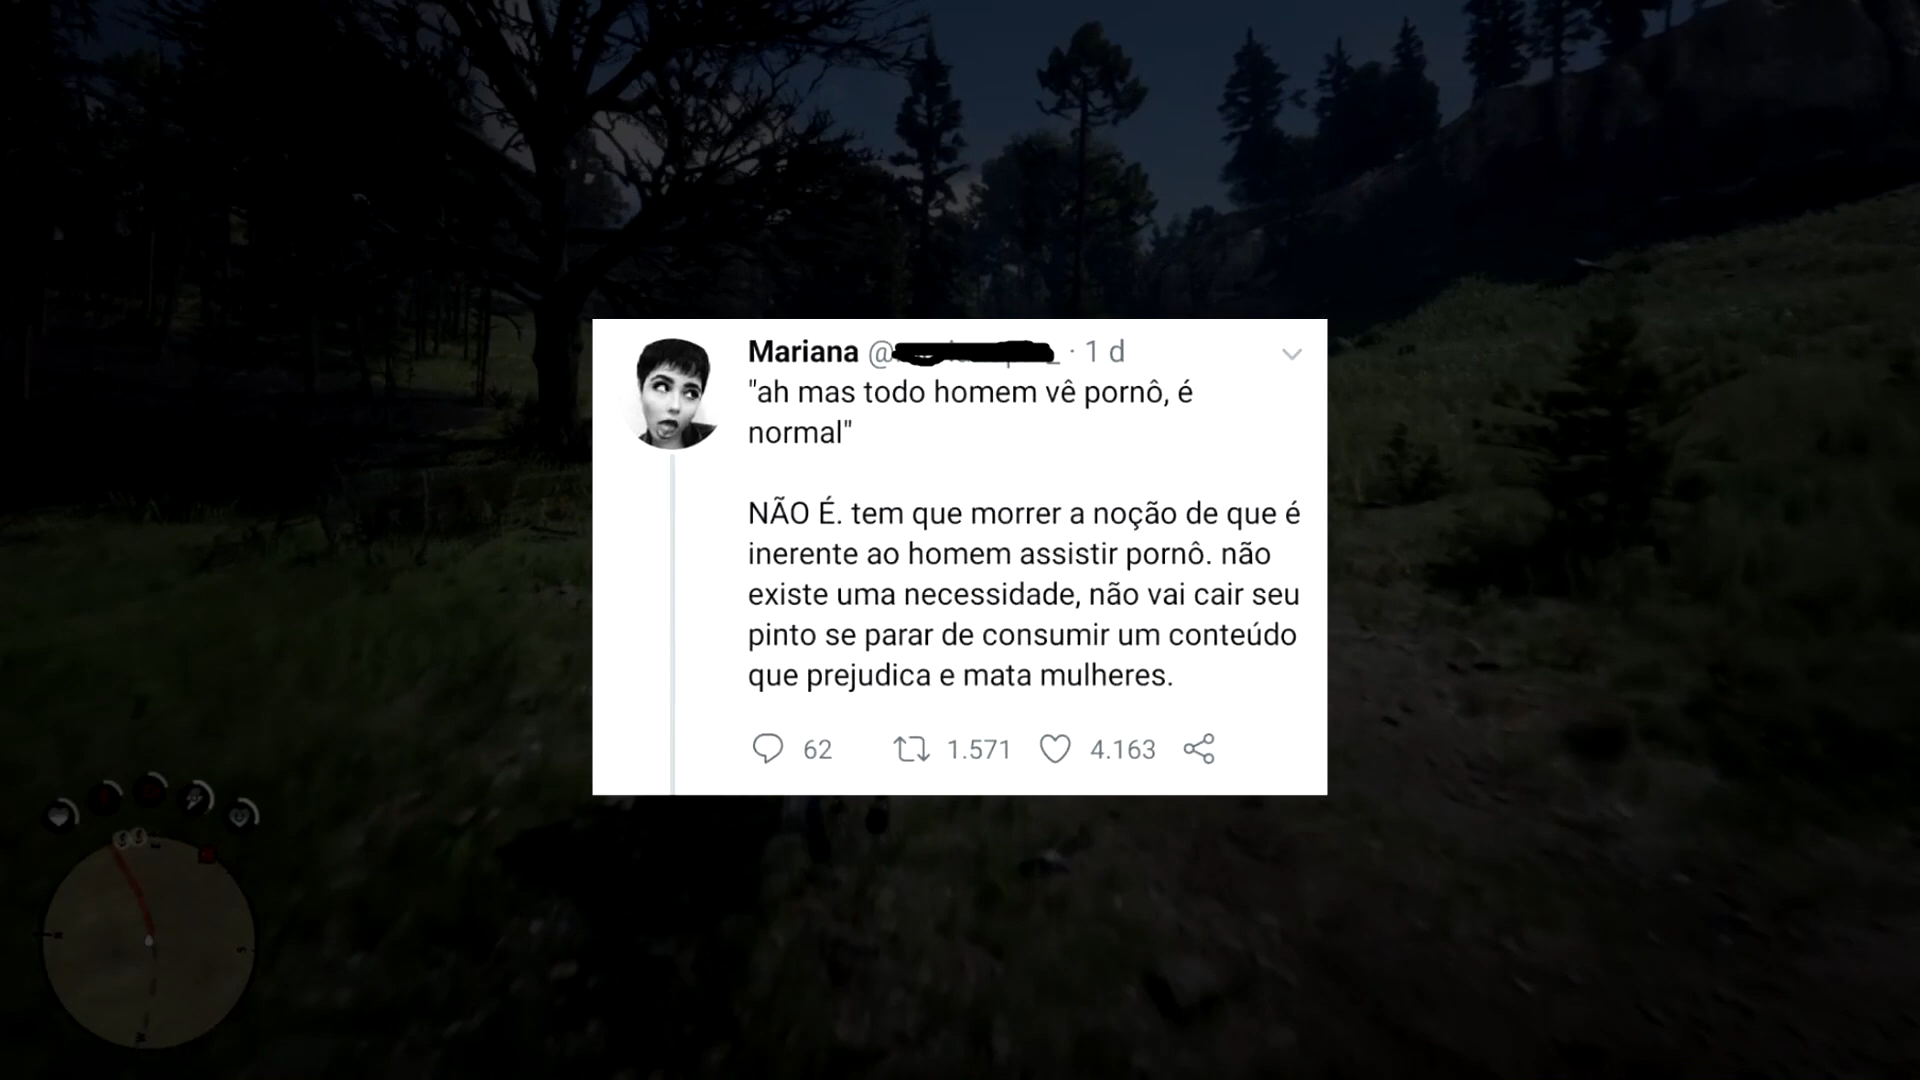 Mariana @ · 1 d
"ah mas todo homem vê pornô, é
normal"
NÃO É. tem que morrer a noção de que é
inerente ao homem assistir pornô. não
existe uma necessidade, não vai cair seu
pinto se parar de consumir um conteúdo
que prejudica e mata mulheres.
62 1.571 4.163